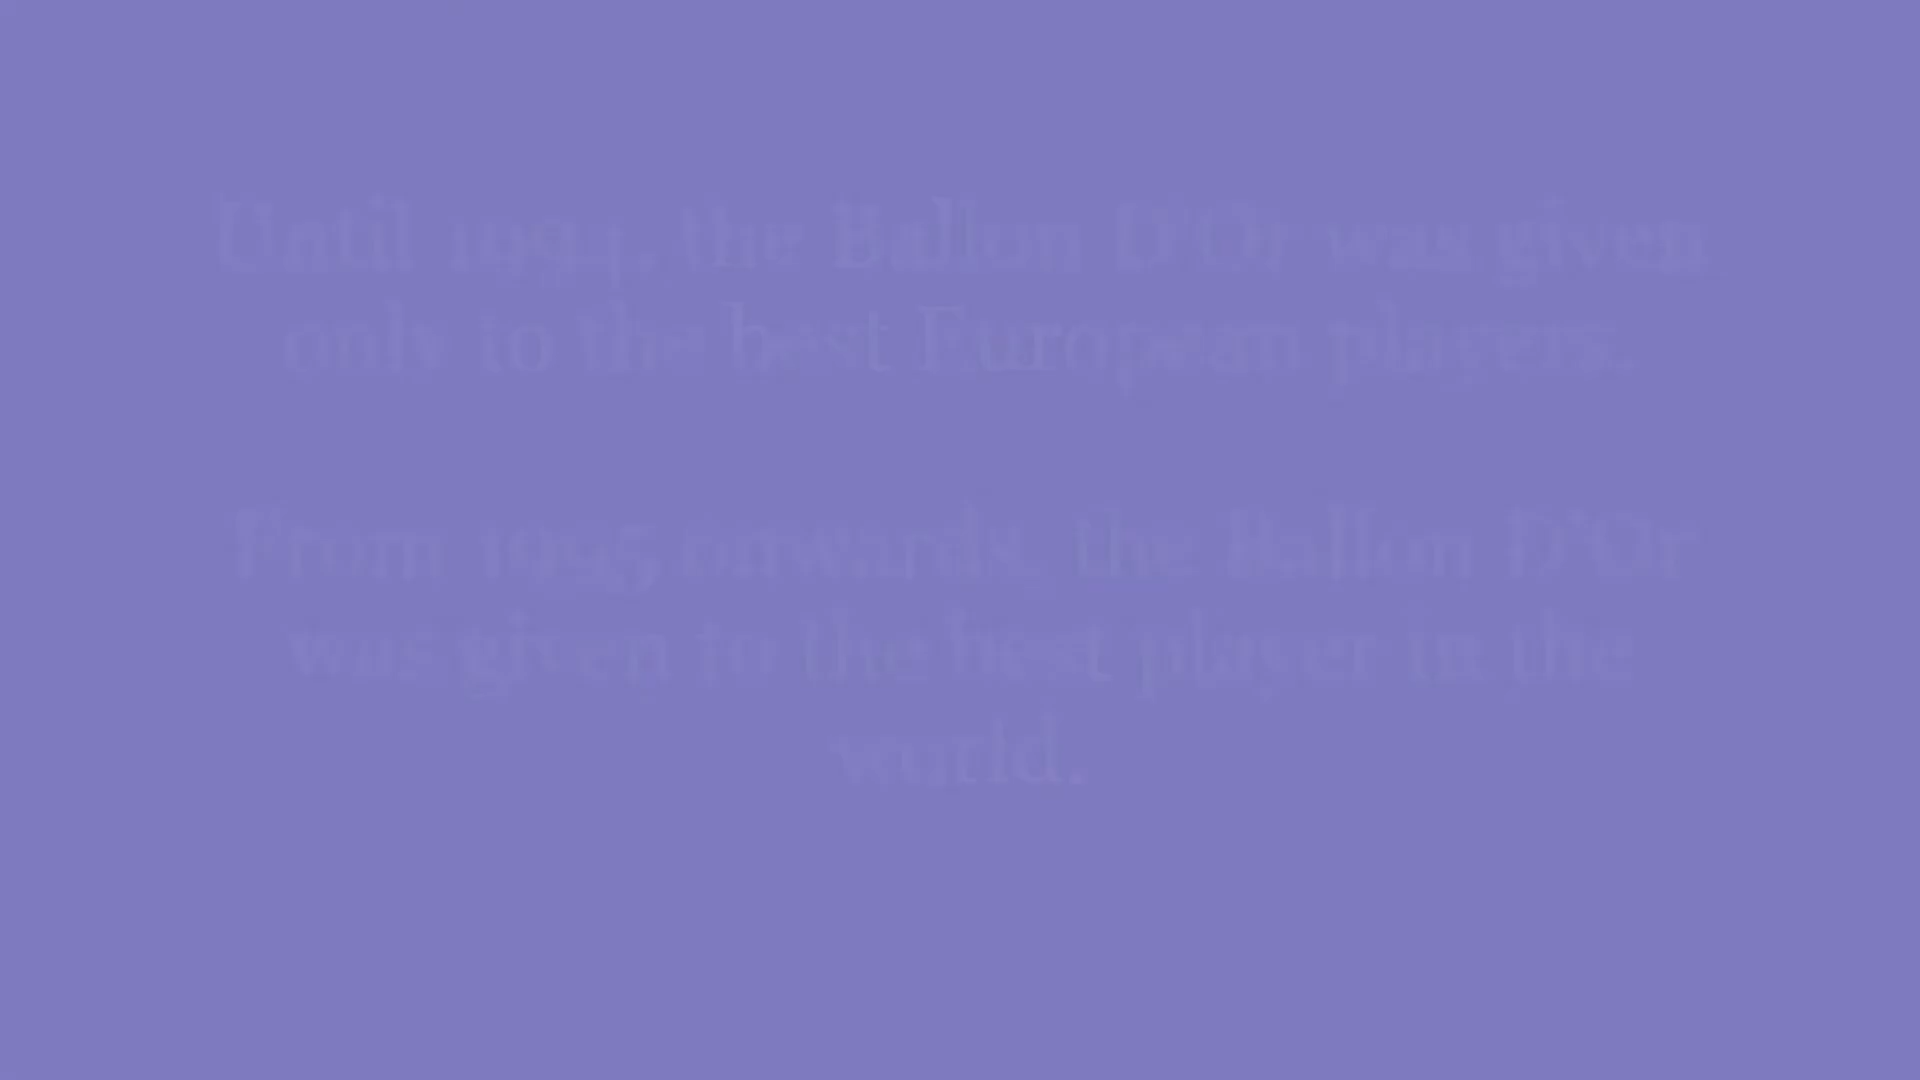 Until 1994, the Ballon D'Or was given
only to the best European players.
From 1995 onwards, the Ballon D'Or
was given to the best player in the
world.